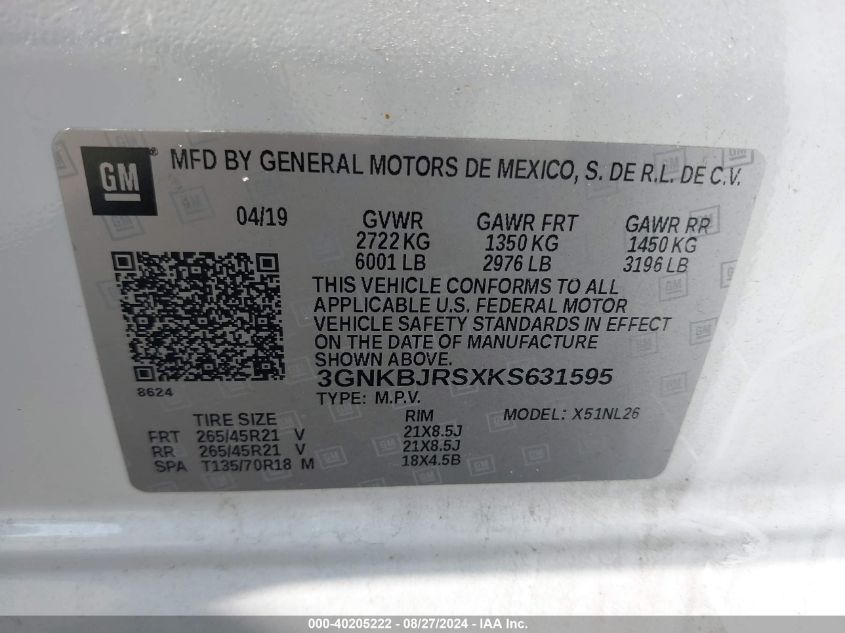 GM ® MFD BY GENERAL MOTORS DE MEXICO, S. DE R.L. DE C.V.
04/19 GVWR GAWR FRT GAWR RR
2722 KG 1350 KG 1450 KG
6001 LB 2976 LB 3196 LB
THIS VEHICLE CONFORMS TO ALL
APPLICABLE U.S. FEDERAL MOTOR
VEHICLE SAFETY STANDARDS IN EFFECT
ON THE DATE OF MANUFACTURE
SHOWN ABOVE.
3GNKBJRSXKS631595
8624
TYPE: M.P.V. MODEL: X51NL26
TIRE SIZE RIM
FRT 265/45R21 V 21X8.5J
RR 265/45R21 V 21X8.5J
SPA T135/70R18 M 18X4.5B
000-40205222 - 08/27/2024 - IAA Inc.